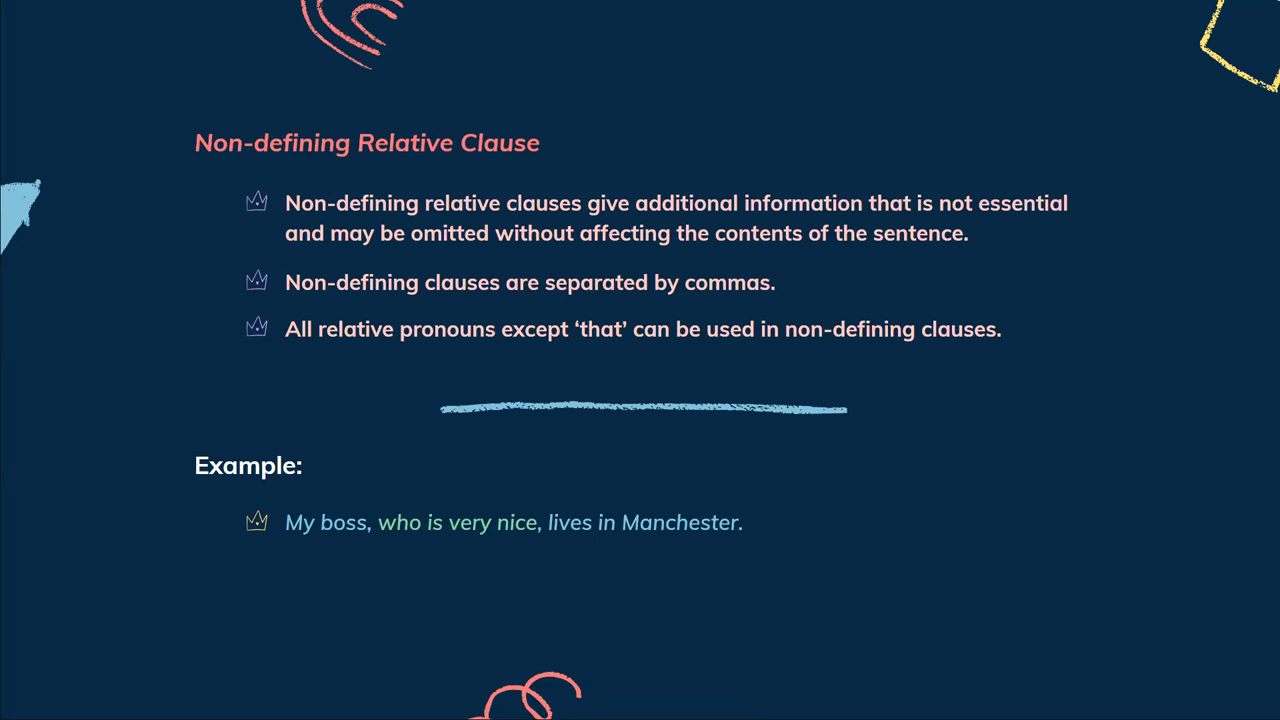 Non-defining Relative Clause
Non-defining relative clauses give additional information that is not essential
and may be omitted without affecting the contents of the sentence.
Non-defining clauses are separated by commas.
All relative pronouns except ‘that’ can be used in non-defining clauses.
Example:
My boss, who is very nice, lives in Manchester.